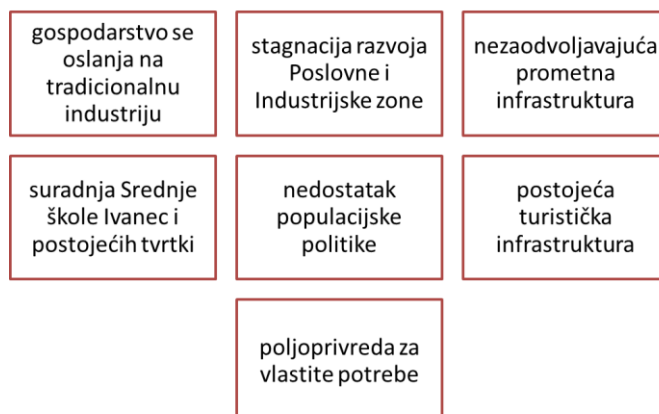 gospodarstvo se
oslanja na
tradicionalnu
industriju
stagnacija razvoja
Poslovne i
Industrijske zone
nezaodvoljavajuća
prometna
infrastruktura
suradnja Srednje
škole Ivanec i
postojećih tvrtki
nedostatak
populacijske
politike
postojeća
turistička
infrastruktura
poljoprivreda za
vlastite potrebe